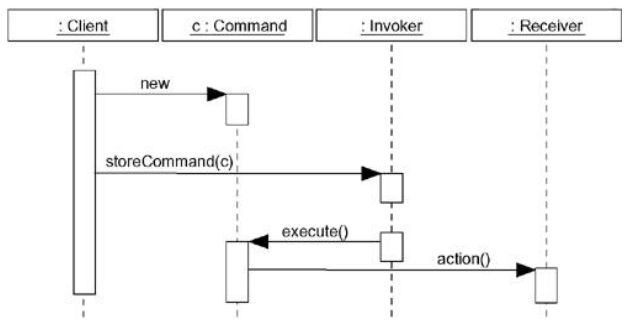 : Client
c : Command
: Invoker
: Receiver
new
storeCommand(c)
execute()
action()